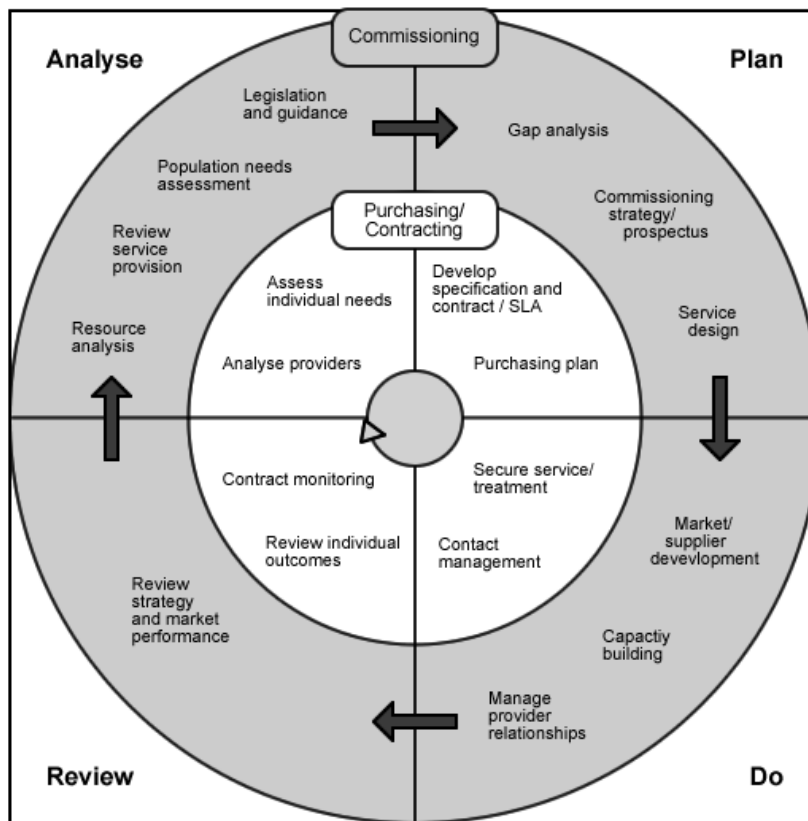 Commissioning
Analyse
Plan
Legislation
and guidance
Gap analysis
Population needs
assessment
Commissioning
strategy/
prospectus
Review
service
provision
Purchasing/
Contracting
Assess
individual needs
Develop
specification and
contract / SLA
Resource
analysis
Service
design
Analyse providers
Purchasing plan
Contract monitoring
Secure service/
treatment
Review individual
outcomes
Contact
management
Market/
supplier
devevlopment
Review
strategy
and market
performance
Capactiy
building
Manage
provider
relationships
Review
Do